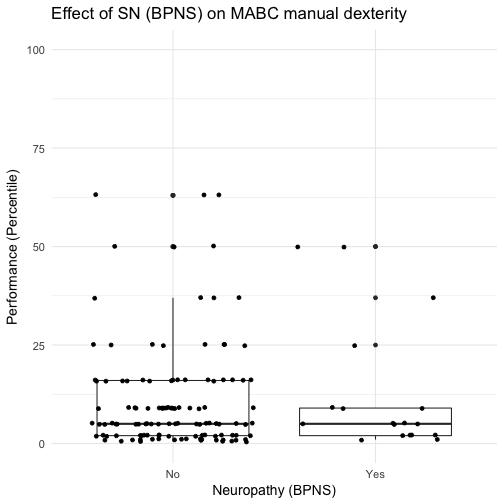 Effect of SN (BPNS) on MABC manual dexterity
Performance (Percentile)
100
75
50
25
0
No Yes
Neuropathy (BPNS)